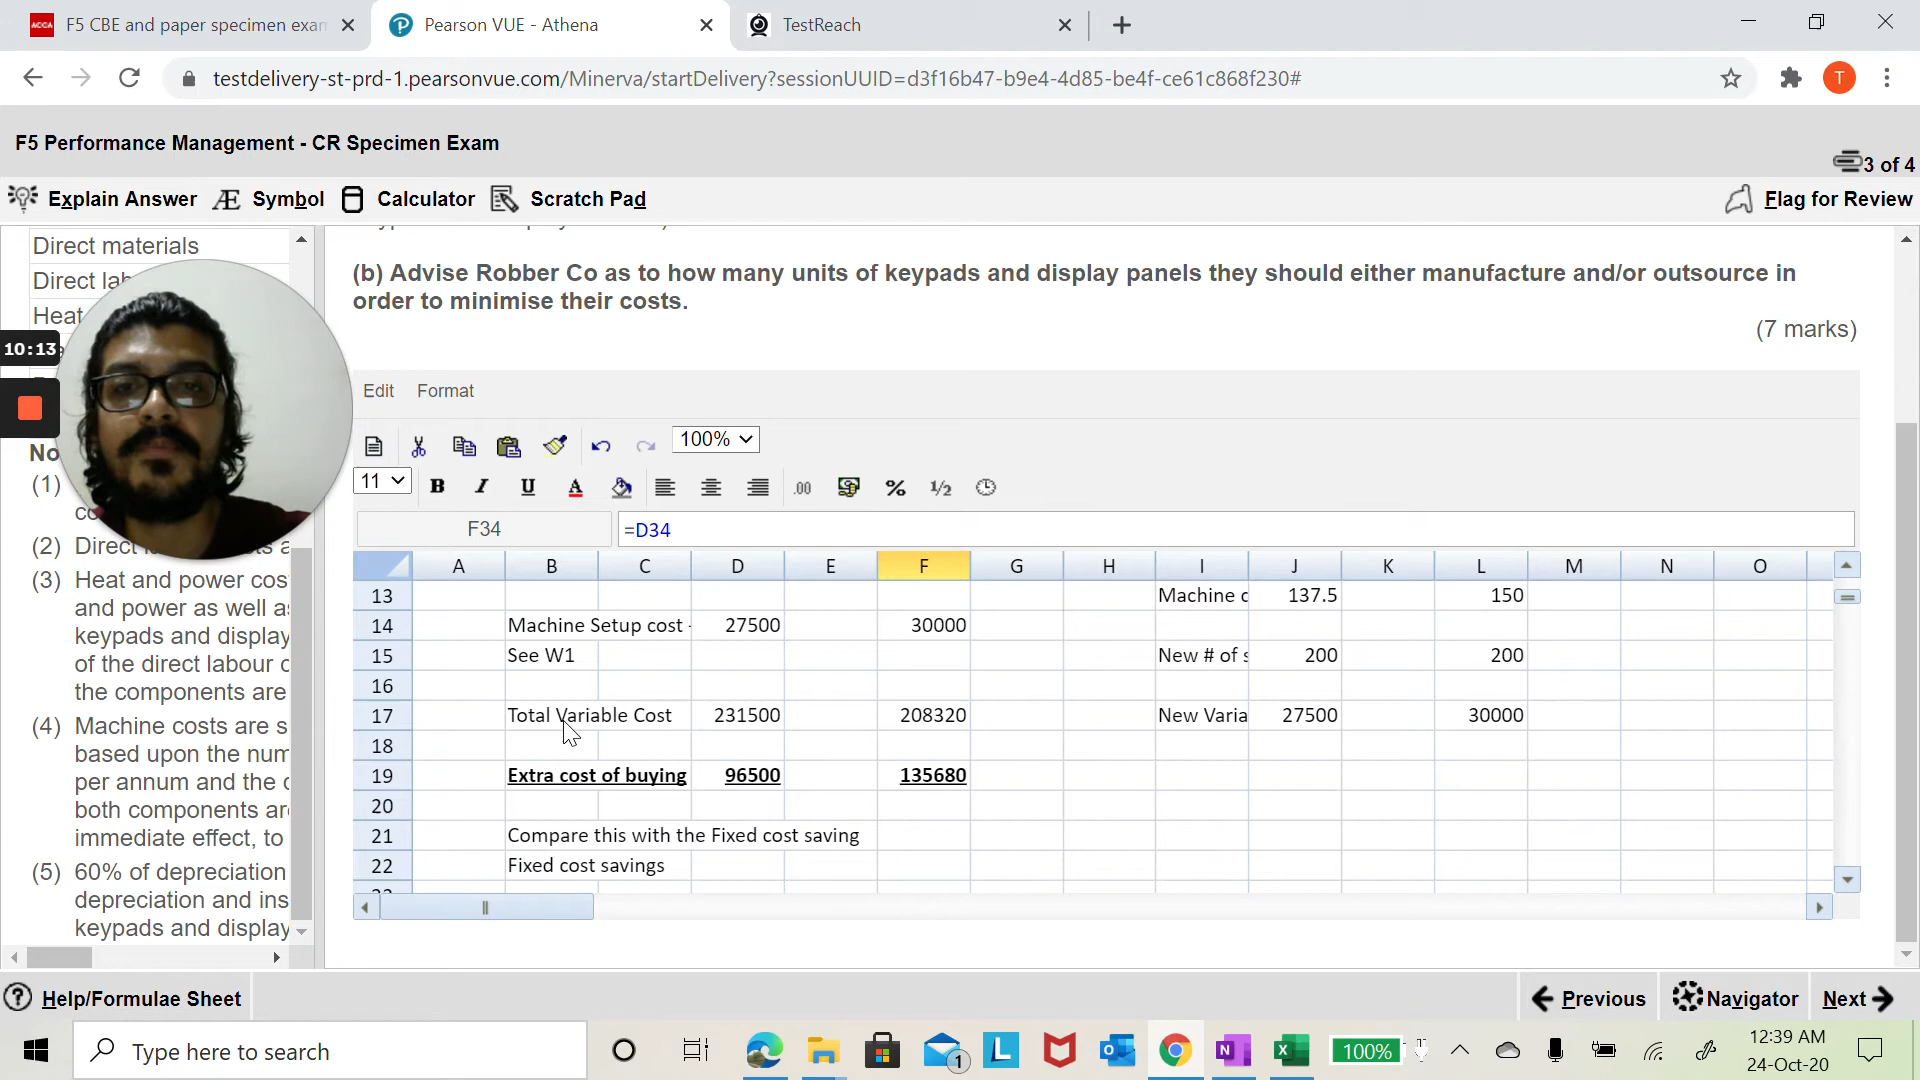 F5 CBE and paper specimen exam
Pearson VUE - Athena
TestReach
testdelivery-st-prd-1.pearsonvue.com/Minerva/startDelivery?sessionUUID=d3f16b47-b9e4-4d85-be4f-ce61c868f230#
T
F5 Performance Management - CR Specimen Exam
3 of 4
Explain Answer
Symbol
Calculator
Scratch Pad
Flag for Review
Direct materials
Direct la
Heat
10:13
No
(1)
(2) Direct
(3) Heat and power cos
and power as well as
keypads and display
of the direct labour c
the components are
(4) Machine costs are s
based upon the num
per annum and the c
both components are
immediate effect, to
(5) 60% of depreciation
depreciation and ins
keypads and display
(b) Advise Robber Co as to how many units of keypads and display panels they should either manufacture and/or outsource in
order to minimise their costs.
(7 marks)
Edit Format
100%
11 B I U A .00 % 1/2
F34 =D34
A B C D E F G H I J K L M N O
13 Machine c 137.5 150
14 Machine Setup cost - 27500 30000
15 See W1 New # of s 200 200
16
17 Total Variable Cost 231500 208320 New Varia 27500 30000
18
19 Extra cost of buying 96500 135680
20
21 Compare this with the Fixed cost saving
22 Fixed cost savings
Help/Formulae Sheet
Previous
Navigator
Next
Type here to search
1
100%
12:39 AM
24-Oct-20